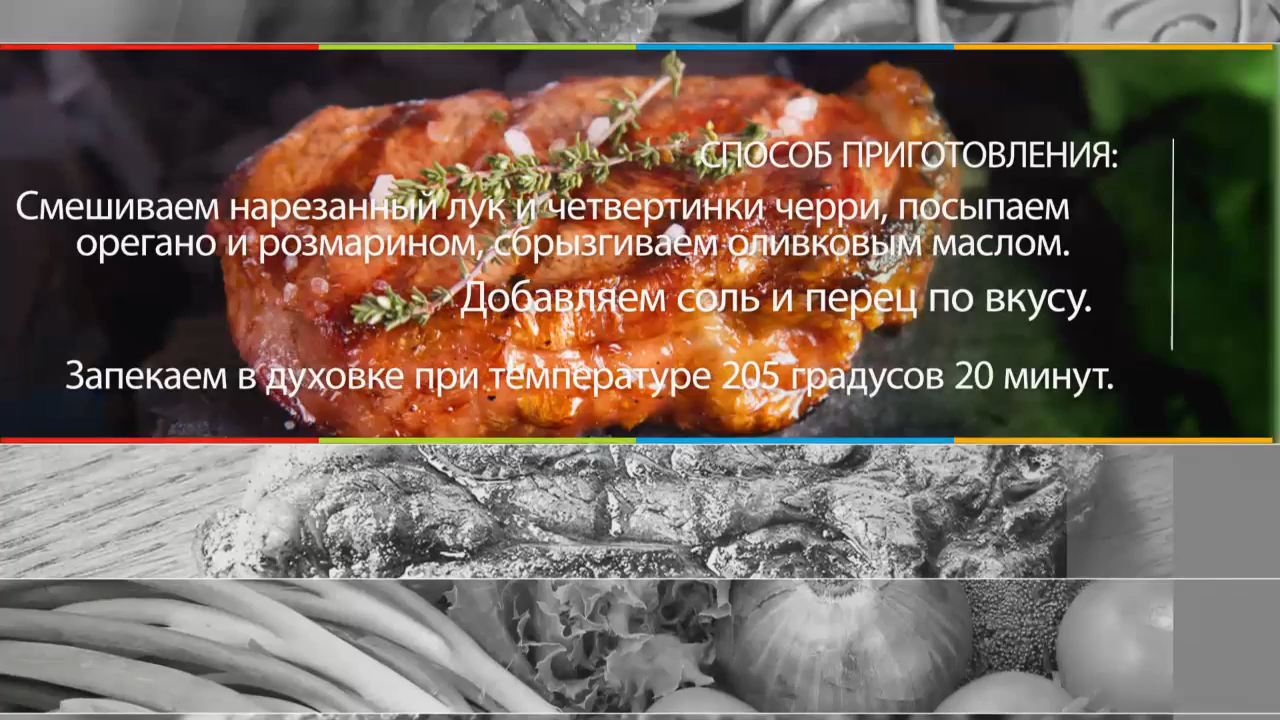 СПОСОБ ПРИГОТОВЛЕНИЯ:
Смешиваем нарезанный лук и четвертинки черри, посыпаем
орегано и розмарином, сбрызгиваем оливковым маслом.
Добавляем соль и перец по вкусу.
Запекаем в духовке при температуре 205 градусов 20 минут.